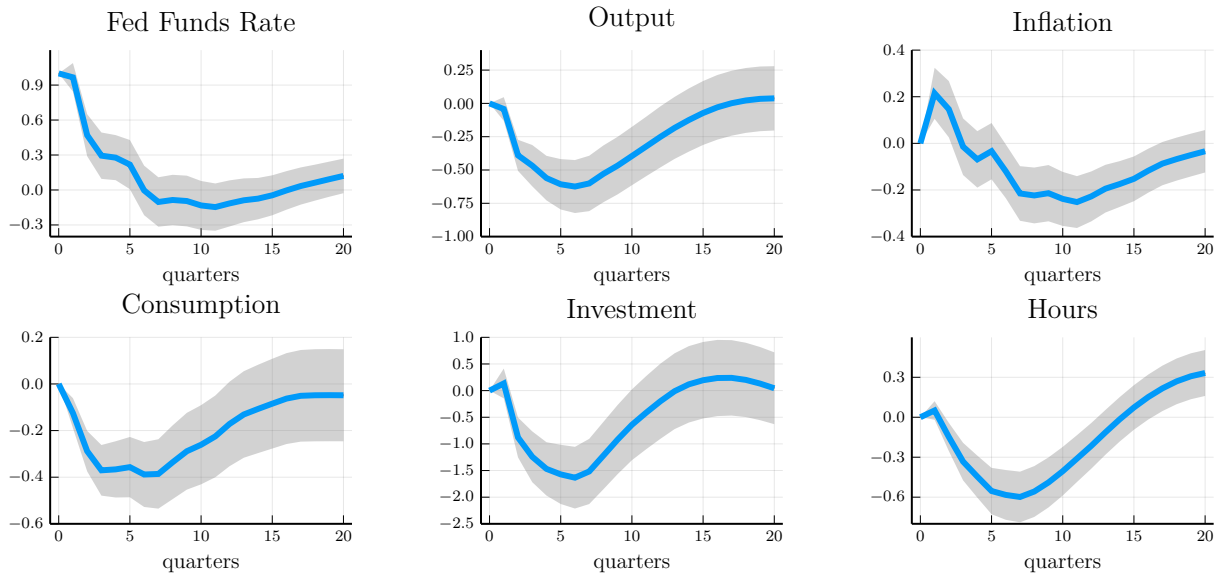 Fed Funds Rate
0.9
0.6
0.3
0.0
−0.3
0 5 10 15 20
quarters
Output
0.25
0.00
−0.25
−0.50
−0.75
−1.00
0 5 10 15 20
quarters
Inflation
0.4
0.2
0.0
−0.2
−0.4
0 5 10 15 20
quarters
Consumption
0.2
0.0
−0.2
−0.4
−0.6
0 5 10 15 20
quarters
Investment
1.0
0.5
0.0
−0.5
−1.0
−1.5
−2.0
−2.5
0 5 10 15 20
quarters
Hours
0.3
0.0
−0.3
−0.6
0 5 10 15 20
quarters